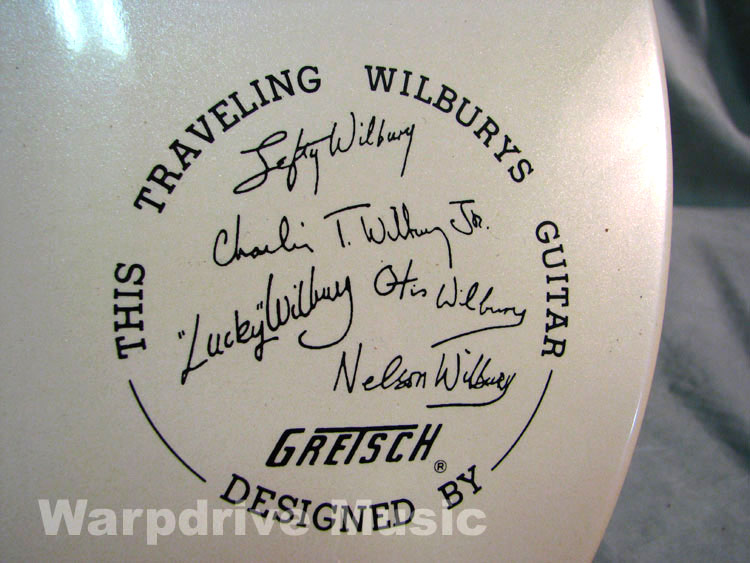 THIS TRAVELING WILBURYS GUITAR
Lefty Wilbury
Charlie T. Wilbury Jr.
"Lucky" Wilbury
Otis Wilbury
Nelson Wilbury
GRETSCH®
DESIGNED BY
Warpdrive Music